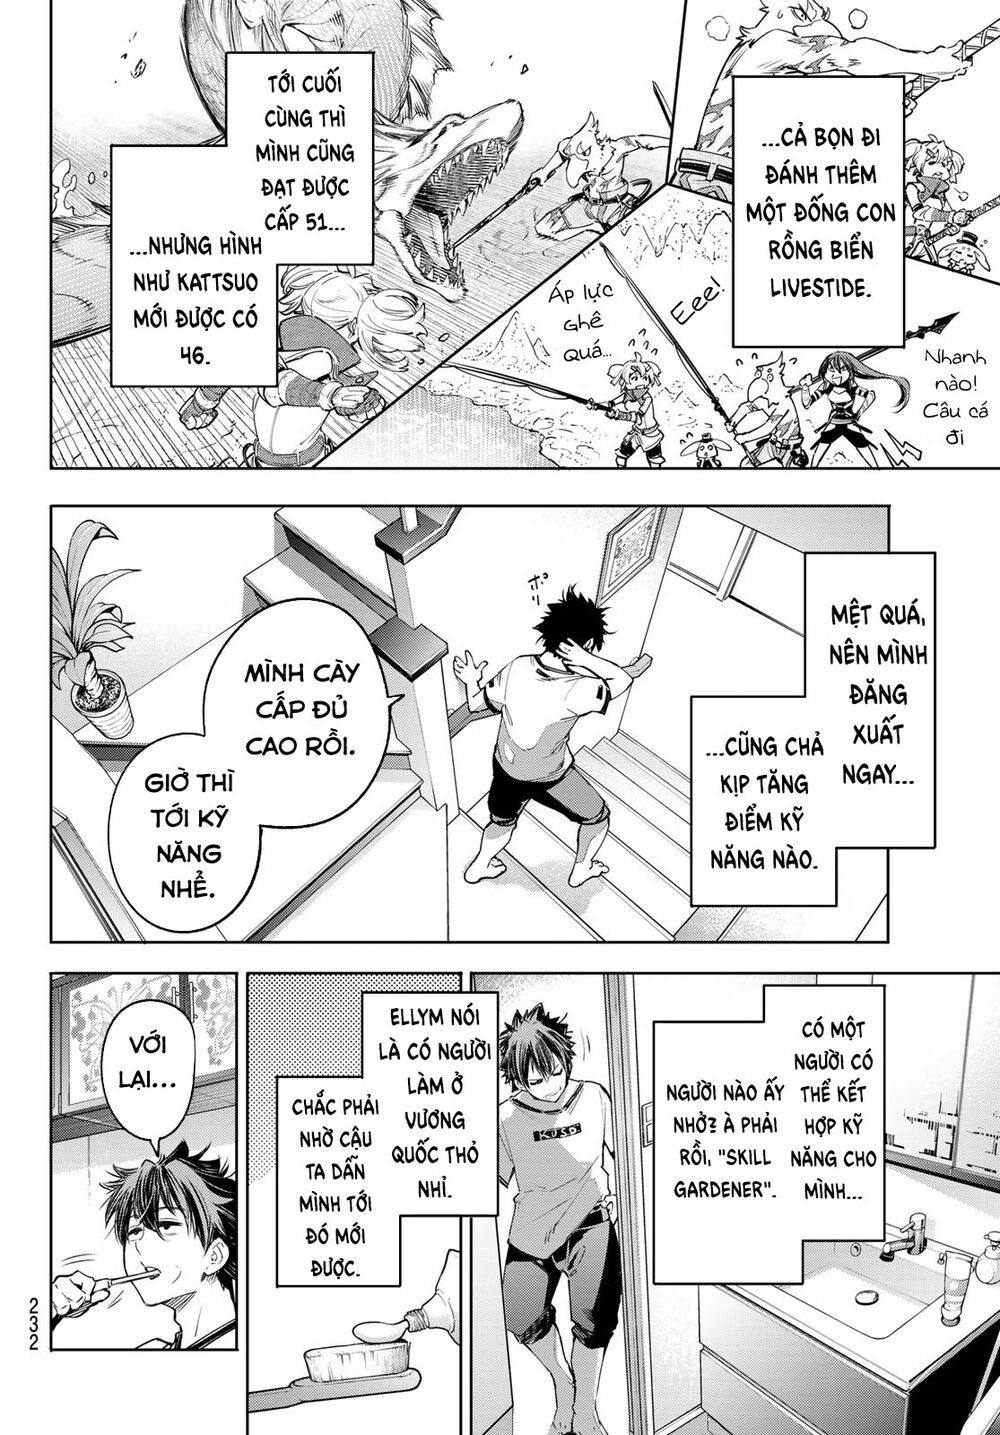 ...CẢ BỌN ĐI
ĐÁNH THÊM
MỘT ĐỐNG CON
RỒNG BIỂN
LIVESTIDE.
Nhanh
nào!
Câu cá
đi
Eee!
Áp lực
Ghê
Quá...
TỚI CUỐI
CÙNG THÌ
MÌNH CŨNG
ĐẠT ĐƯỢC
CẤP 51...
...NHƯNG HÌNH
NHƯ KATTSUO
MỚI ĐƯỢC CÓ
46.
MỆT QUÁ,
NÊN MÌNH
ĐĂNG
XUẤT
NGAY...
...CŨNG CHẢ
KỊP TĂNG
ĐIỂM KỸ
NĂNG NÀO.
ポリ
MÌNH CÀY
CẤP ĐỦ
CAO RỒI.
GIỜ THÌ
TỚI KỸ
NĂNG
NHỂ.
CÓ MỘT
NGƯỜI CÓ
THỂ KẾT
HỢP KỸ
NĂNG CHO
MÌNH...
NGƯỜI NÀO ẤY
NHỞ? À PHẢI
RỒI, "SKILL
GARDENER".
KUSO
ELLYM NÓI
LÀ CÓ NGƯỜI
LÀM Ở
VƯƠNG
QUỐC THỎ
NHỈ.
CHẮC PHẢI
NHỜ CẬU
TA DẪN
MÌNH TỚI
ĐÓ MỚI
ĐƯỢC.
VỚI
LẠI...
232